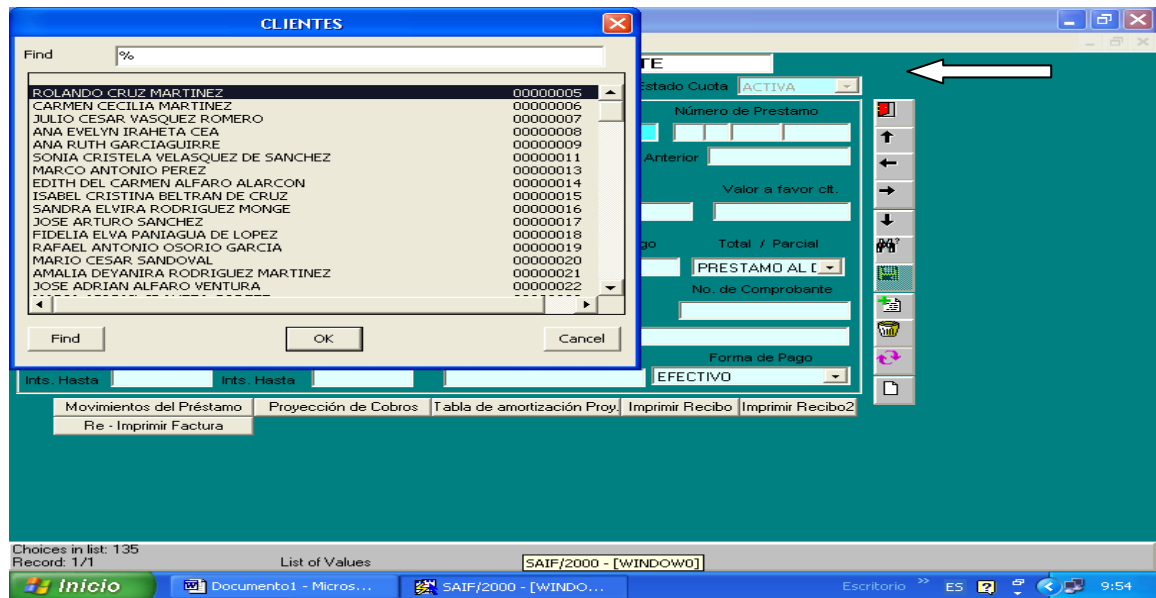 CLIENTES
Find %
ROLANDO CRUZ MARTINEZ 00000005
CARMEN CECILIA MARTINEZ 00000006
JULIO CESAR VASQUEZ ROMERO 00000007
ANA EVELYN IRAHETA CEA 00000008
ANA RUTH GARCIAGUIRRE 00000009
SONIA CRISTELA VELASQUEZ DE SANCHEZ 00000011
MARCO ANTONIO PEREZ 00000013
EDITH DEL CARMEN ALFARO ALARCON 00000014
ISABEL CRISTINA BELTRAN DE CRUZ 00000015
SANDRA ELVIRA RODRIGUEZ MONGE 00000016
JOSE ARTURO SANCHEZ 00000017
FIDELIA ELVA PANIAGUA DE LOPEZ 00000018
RAFAEL ANTONIO OSORIO GARCIA 00000019
MARIO CESAR SANDOVAL 00000020
AMALIA DEYANIRA RODRIGUEZ MARTINEZ 00000021
JOSE ADRIAN ALFARO VENTURA 00000022
Find OK Cancel
TE
Estado Cuota ACTIVA
Número de Prestamo
Anterior
Valor a favor clt.
go Total / Parcial
PRESTAMO AL D
No. de Comprobante
Forma de Pago
Ints. Hasta Ints. Hasta EFECTIVO
Movimientos del Préstamo Proyección de Cobros Tabla de amortización Proy. Imprimir Recibo Imprimir Recibo2
Re - Imprimir Factura
Choices in list: 135
Record: 1/1 List of Values SAIF/2000 - [WINDOW0]
Inicio Documento1 - Micros... SAIF/2000 - [WINDO... Escritorio » ES 9:54